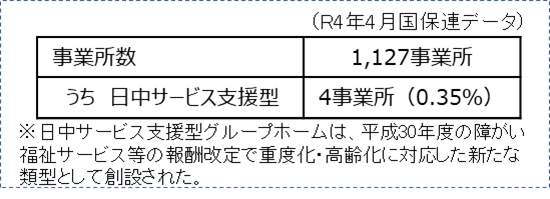 (R4年4月国保連データ)
事業所数 1,127事業所
うち 日中サービス支援型 4事業所(0.35%)
※日中サービス支援型グループホームは、平成30年度の障がい
福祉サービス等の報酬改定で重度化・高齢化に対応した新たな
類型として創設された。